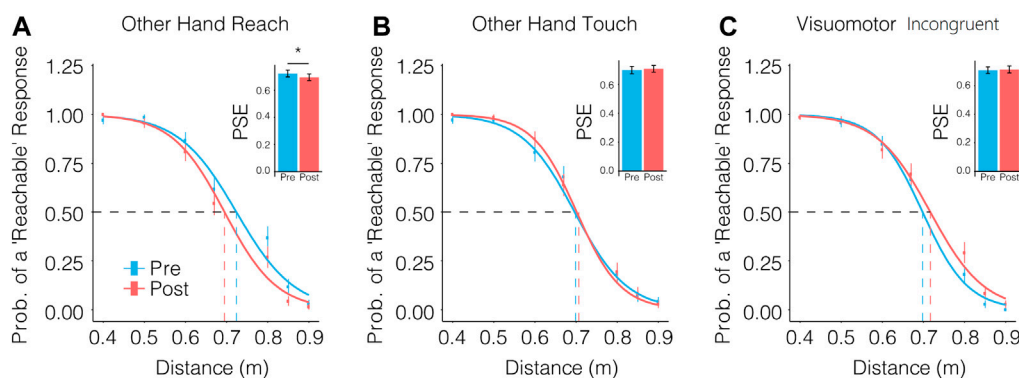 A Other Hand Reach
Prob. of a 'Reachable' Response
1.25
1.00
0.75
0.50
0.25
0.00
0.4 0.5 0.6 0.7 0.8 0.9
Distance (m)
Pre
Post
PSE
*
0.6
0.4
0.2
0.0
Pre Post
B Other Hand Touch
Prob. of a 'Reachable' Response
1.25
1.00
0.75
0.50
0.25
0.00
0.4 0.5 0.6 0.7 0.8 0.9
Distance (m)
PSE
0.6
0.4
0.2
0.0
Pre Post
C Visuomotor Incongruent
Prob. of a 'Reachable' Response
1.25
1.00
0.75
0.50
0.25
0.00
0.4 0.5 0.6 0.7 0.8 0.9
Distance (m)
PSE
0.6
0.4
0.2
0.0
Pre Post